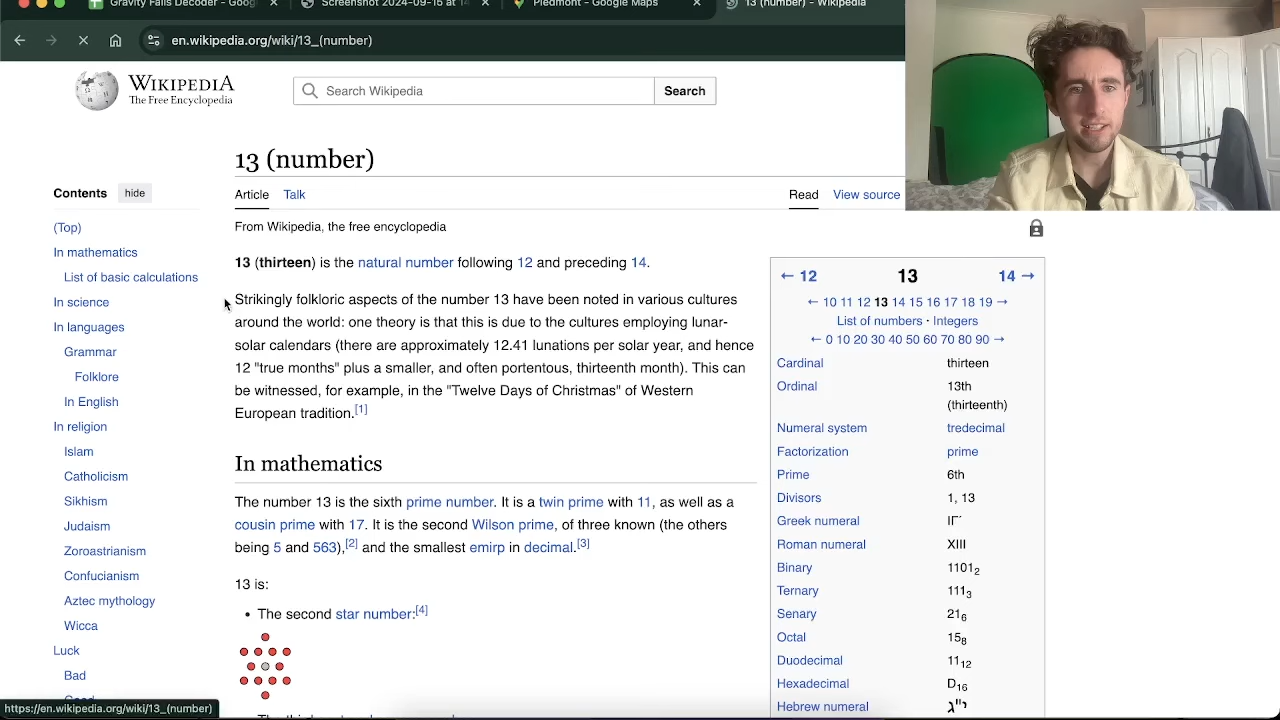 Gravity Falls Decoder - Goog
Screenshot 2024-09-15 at 14
Piedmont - Google Maps
13 (number) - Wikipedia
en.wikipedia.org/wiki/13_(number)
WIKIPEDIA
The Free Encyclopedia
Search Wikipedia
Search
13 (number)
Article
Talk
Read
View source
From Wikipedia, the free encyclopedia
Contents
hide
(Top)
In mathematics
List of basic calculations
In science
In languages
Grammar
Folklore
In English
In religion
Islam
Catholicism
Sikhism
Judaism
Zoroastrianism
Confucianism
Aztec mythology
Wicca
Luck
Bad
Good
13 (thirteen) is the natural number following 12 and preceding 14.
Strikingly folkloric aspects of the number 13 have been noted in various cultures
around the world: one theory is that this is due to the cultures employing lunar-
solar calendars (there are approximately 12.41 lunations per solar year, and hence
12 "true months" plus a smaller, and often portentous, thirteenth month). This can
be witnessed, for example, in the "Twelve Days of Christmas" of Western
European tradition.[1]
In mathematics
The number 13 is the sixth prime number. It is a twin prime with 11, as well as a
cousin prime with 17. It is the second Wilson prime, of three known (the others
being 5 and 563),[2] and the smallest emirp in decimal.[3]
13 is:
• The second star number:[4]
← 12 13 14 →
← 10 11 12 13 14 15 16 17 18 19 →
List of numbers · Integers
← 0 10 20 30 40 50 60 70 80 90 →
Cardinal thirteen
Ordinal 13th
(thirteenth)
Numeral system tredecimal
Factorization prime
Prime 6th
Divisors 1, 13
Greek numeral ΙΓ´
Roman numeral XIII
Binary 1101₂
Ternary 111₃
Senary 21₆
Octal 15₈
Duodecimal 11₁₂
Hexadecimal D₁₆
Hebrew numeral י"ג
https://en.wikipedia.org/wiki/13_(number)